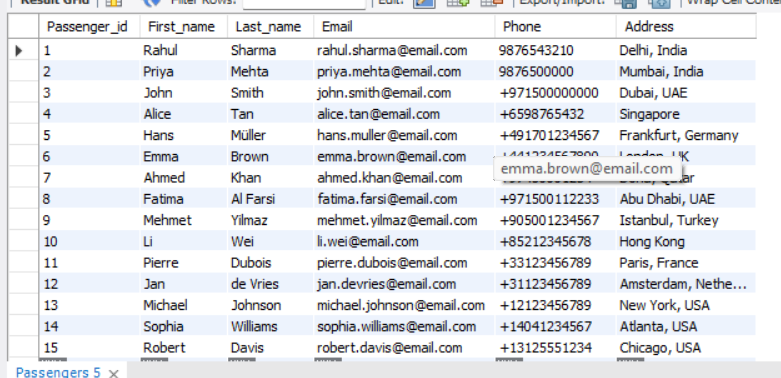 Result Grid Filter Rows: Edit: Export/Import: Wrap Cell Conte
Passenger_id First_name Last_name Email Phone Address
1 Rahul Sharma rahul.sharma@email.com 9876543210 Delhi, India
2 Priya Mehta priya.mehta@email.com 9876500000 Mumbai, India
3 John Smith john.smith@email.com +971500000000 Dubai, UAE
4 Alice Tan alice.tan@email.com +6598765432 Singapore
5 Hans Müller hans.muller@email.com +491701234567 Frankfurt, Germany
6 Emma Brown emma.brown@email.com UK
emma.brown@email.com
7 Ahmed Khan ahmed.khan@email.com
8 Fatima Al Farsi fatima.farsi@email.com +971500112233 Abu Dhabi, UAE
9 Mehmet Yilmaz mehmet.yilmaz@email.com +905001234567 Istanbul, Turkey
10 Li Wei li.wei@email.com +85212345678 Hong Kong
11 Pierre Dubois pierre.dubois@email.com +33123456789 Paris, France
12 Jan de Vries jan.devries@email.com +31123456789 Amsterdam, Nethe...
13 Michael Johnson michael.johnson@email.com +12123456789 New York, USA
14 Sophia Williams sophia.williams@email.com +14041234567 Atlanta, USA
15 Robert Davis robert.davis@email.com +13125551234 Chicago, USA
Passengers 5